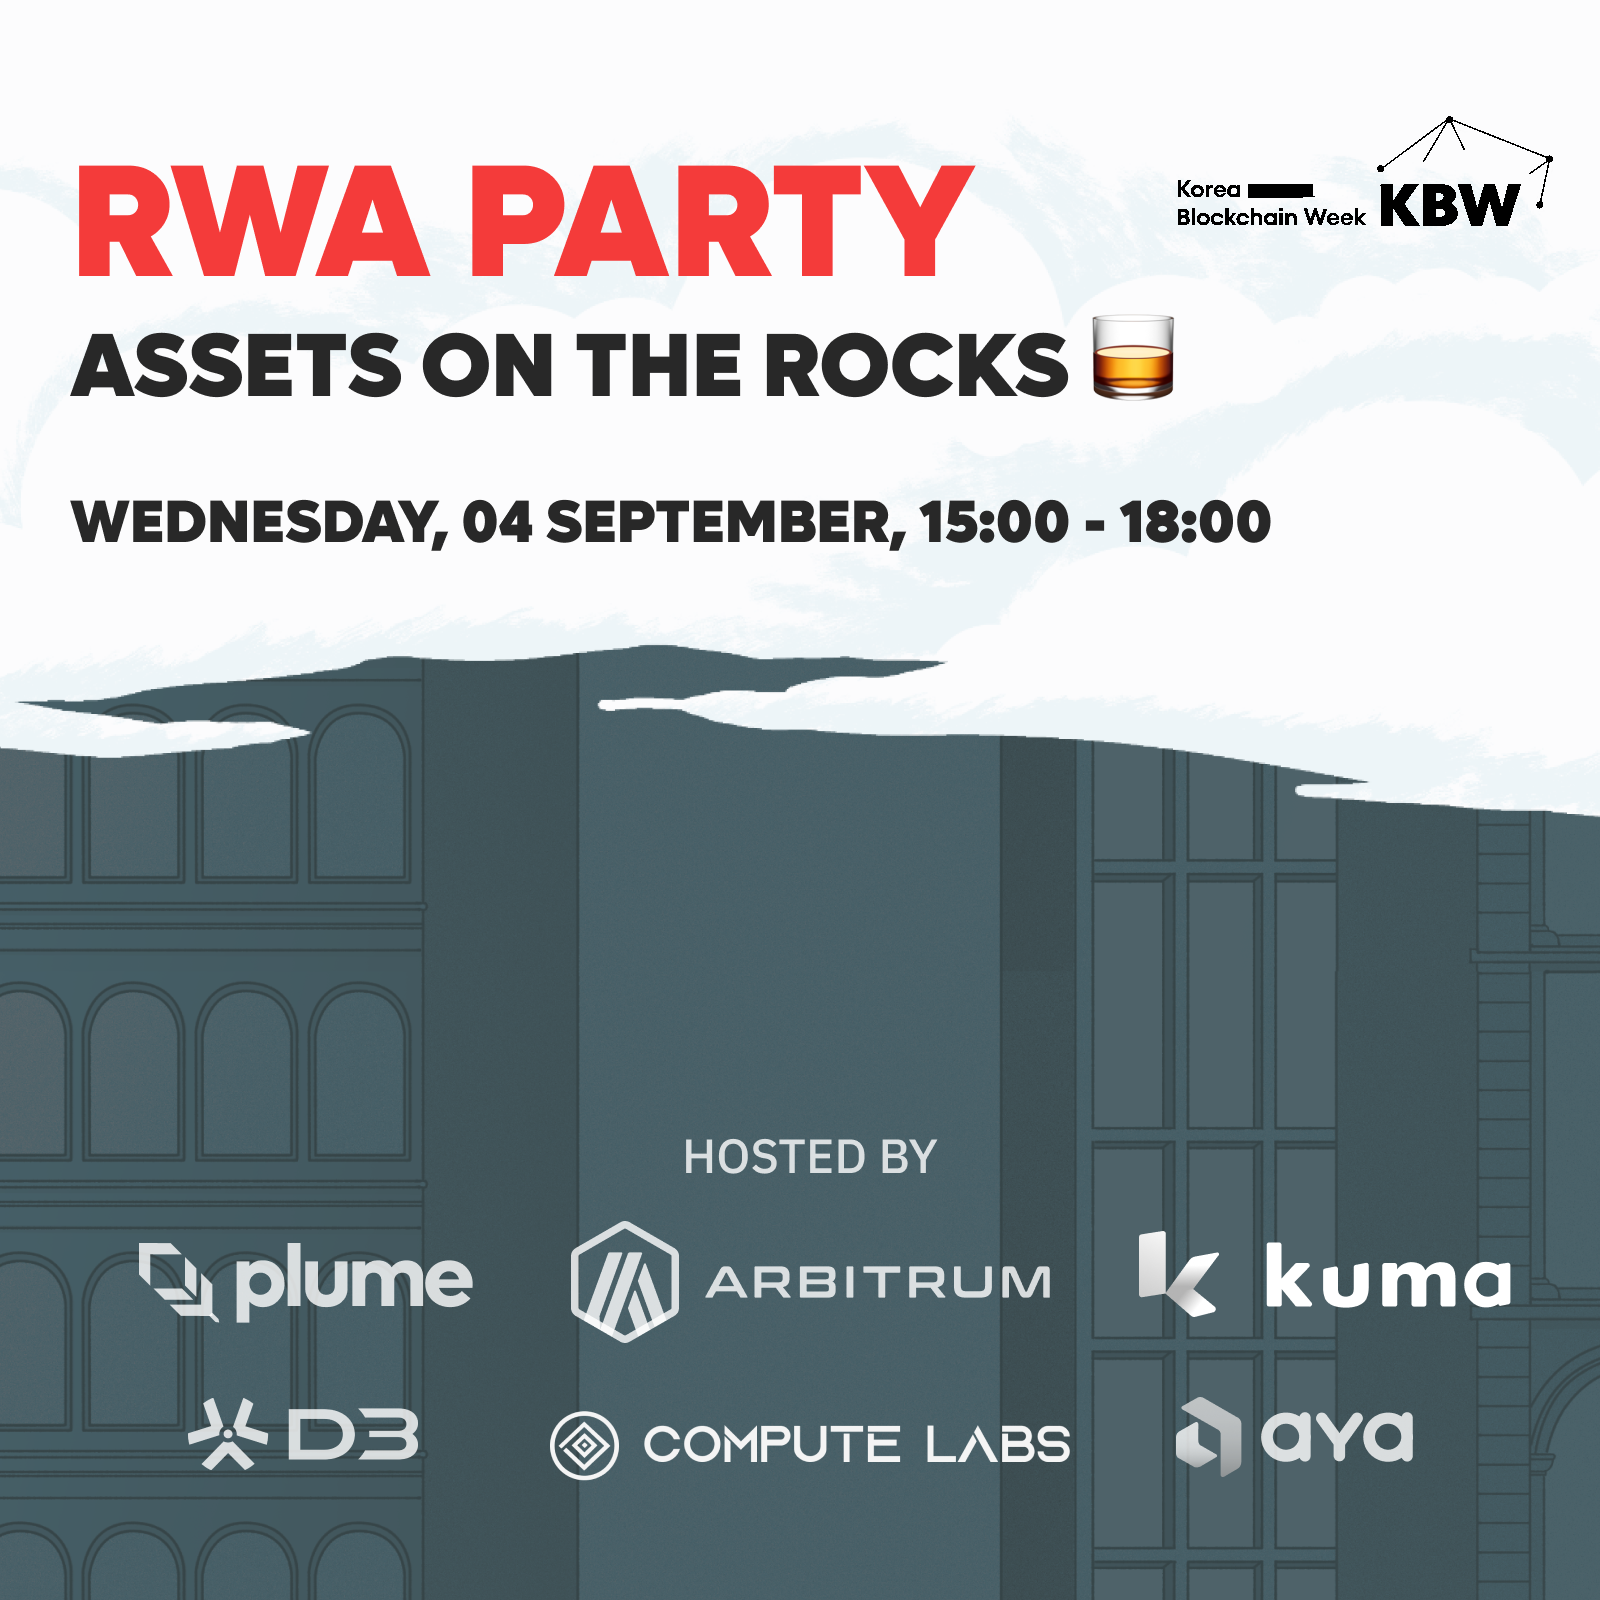 RWA PARTY
ASSETS ON THE ROCKS
WEDNESDAY, 04 SEPTEMBER, 15:00 - 18:00
Korea
Blockchain Week
KBW
HOSTED BY
plume
ARBITRUM
kuma
D3
COMPUTE LABS
aya